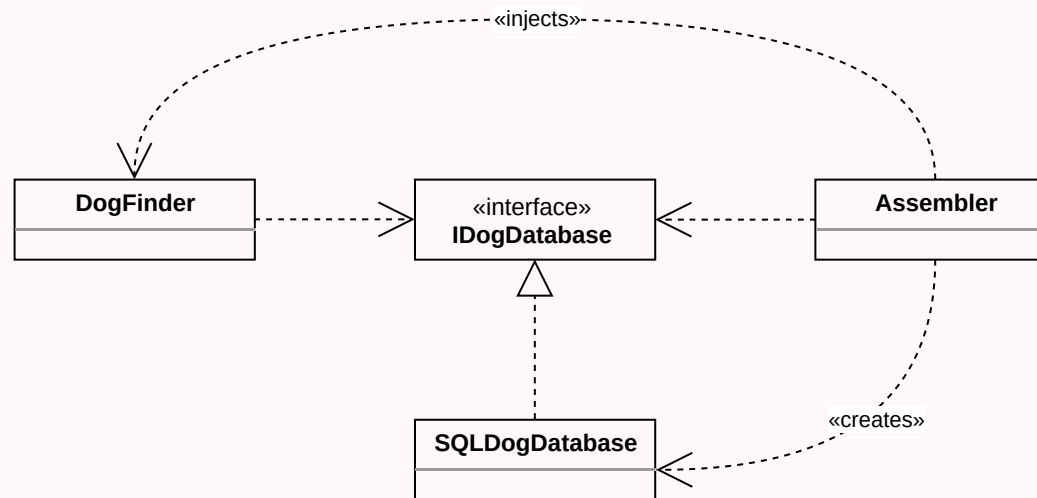 «injects»
DogFinder
«interface»
IDogDatabase
Assembler
«creates»
SQLDogDatabase